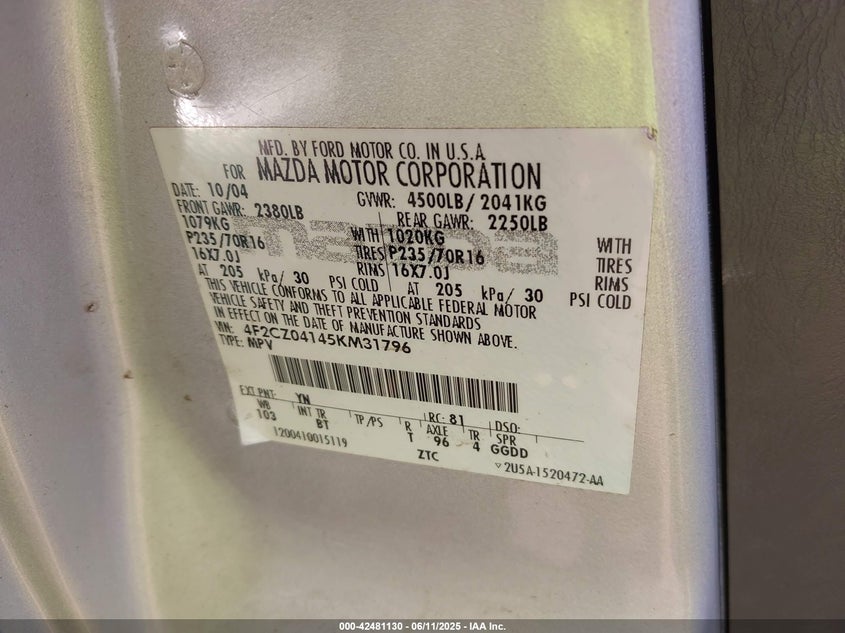 MFD. BY FORD MOTOR CO. IN U.S.A
FOR MAZDA MOTOR CORPORATION
DATE: 10/04 GVWR: 4500LB/ 2041KG
FRONT GAWR: 2380LB REAR GAWR: 2250LB
1079KG WITH 1020KG WITH
P235/70R16 TIRES P235/70R16 TIRES
16X7.0J RIMS 16X7.0J RIMS
AT 205 kPa/ 30 PSI COLD AT 205 kPa/ 30 PSI COLD
THIS VEHICLE CONFORMS TO ALL APPLICABLE FEDERAL MOTOR
VEHICLE SAFETY AND THEFT PREVENTION STANDARDS
IN EFFECT ON THE DATE OF MANUFACTURE SHOWN ABOVE.
VIN: 4F2CZ04145KM31796
TYPE: MPV
EXT PNT: YN RC: 81 DSO:
WB INT TR TP/PS R AXLE TR SPR
103 BT T 96 4 GGDD
1200410015119 ZTC 2U5A-1520472-AA
mazda
000-42481130 - 06/11/2025 - IAA Inc.